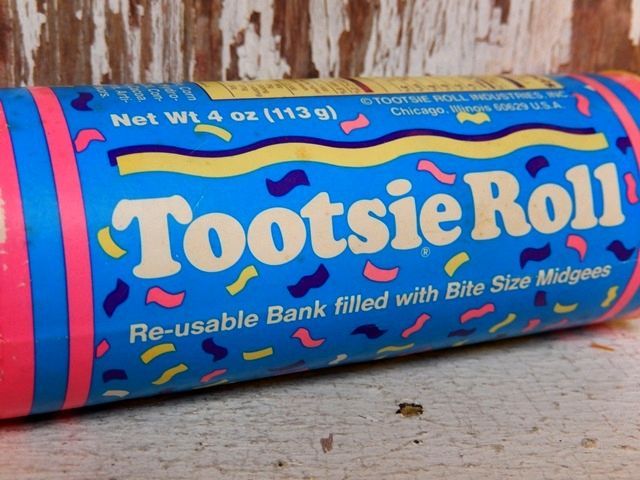 Net Wt 4 oz (113 g)
©TOOTSIE ROLL INDUSTRIES, INC.
Chicago, Illinois 60629 U.S.A.
Tootsie Roll
®
Re-usable Bank filled with Bite Size Midgees